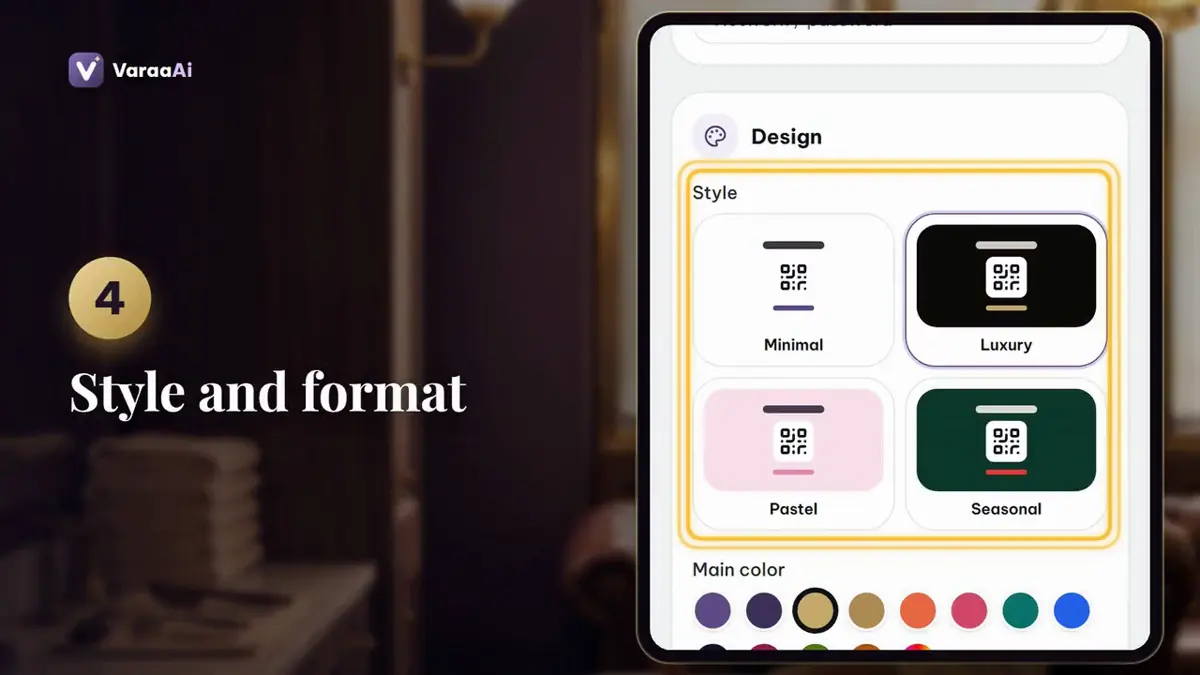 VaraaAi
4
Style and format
Design
Style
Minimal
Luxury
Pastel
Seasonal
Main color